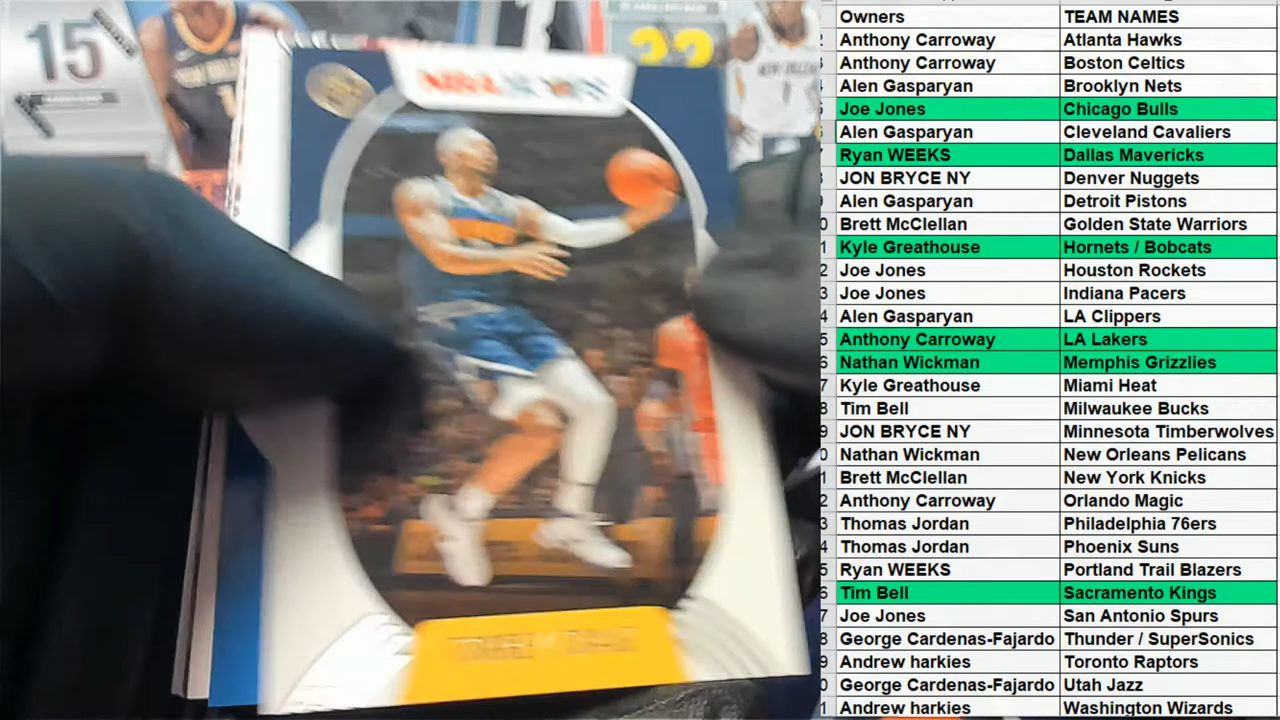 15
22
NBA HOOPS
TORREY CRAIG
Owners TEAM NAMES
Anthony Carroway Atlanta Hawks
Anthony Carroway Boston Celtics
Alen Gasparyan Brooklyn Nets
Joe Jones Chicago Bulls
Alen Gasparyan Cleveland Cavaliers
Ryan WEEKS Dallas Mavericks
JON BRYCE NY Denver Nuggets
Alen Gasparyan Detroit Pistons
Brett McClellan Golden State Warriors
Kyle Greathouse Hornets / Bobcats
Joe Jones Houston Rockets
Joe Jones Indiana Pacers
Alen Gasparyan LA Clippers
Anthony Carroway LA Lakers
Nathan Wickman Memphis Grizzlies
Kyle Greathouse Miami Heat
Tim Bell Milwaukee Bucks
JON BRYCE NY Minnesota Timberwolves
Nathan Wickman New Orleans Pelicans
Brett McClellan New York Knicks
Anthony Carroway Orlando Magic
Thomas Jordan Philadelphia 76ers
Thomas Jordan Phoenix Suns
Ryan WEEKS Portland Trail Blazers
Tim Bell Sacramento Kings
Joe Jones San Antonio Spurs
George Cardenas-Fajardo Thunder / SuperSonics
Andrew harkies Toronto Raptors
George Cardenas-Fajardo Utah Jazz
Andrew harkies Washington Wizards